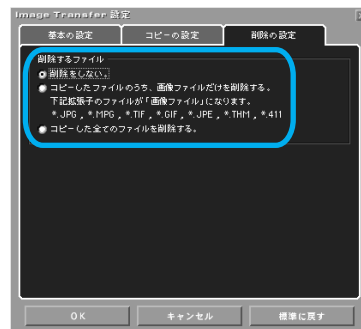 Image Transfer 設定
基本の設定 コピーの設定 削除の設定
削除するファイル
削除をしない。
コピーしたファイルのうち、画像ファイルだけを削除する。
下記拡張子のファイルが「画像ファイル」になります。
*.JPG , *.MPG , *.TIF , *.GIF , *.JPE , *.THM , *.411
コピーした全てのファイルを削除する。
OK キャンセル 標準に戻す